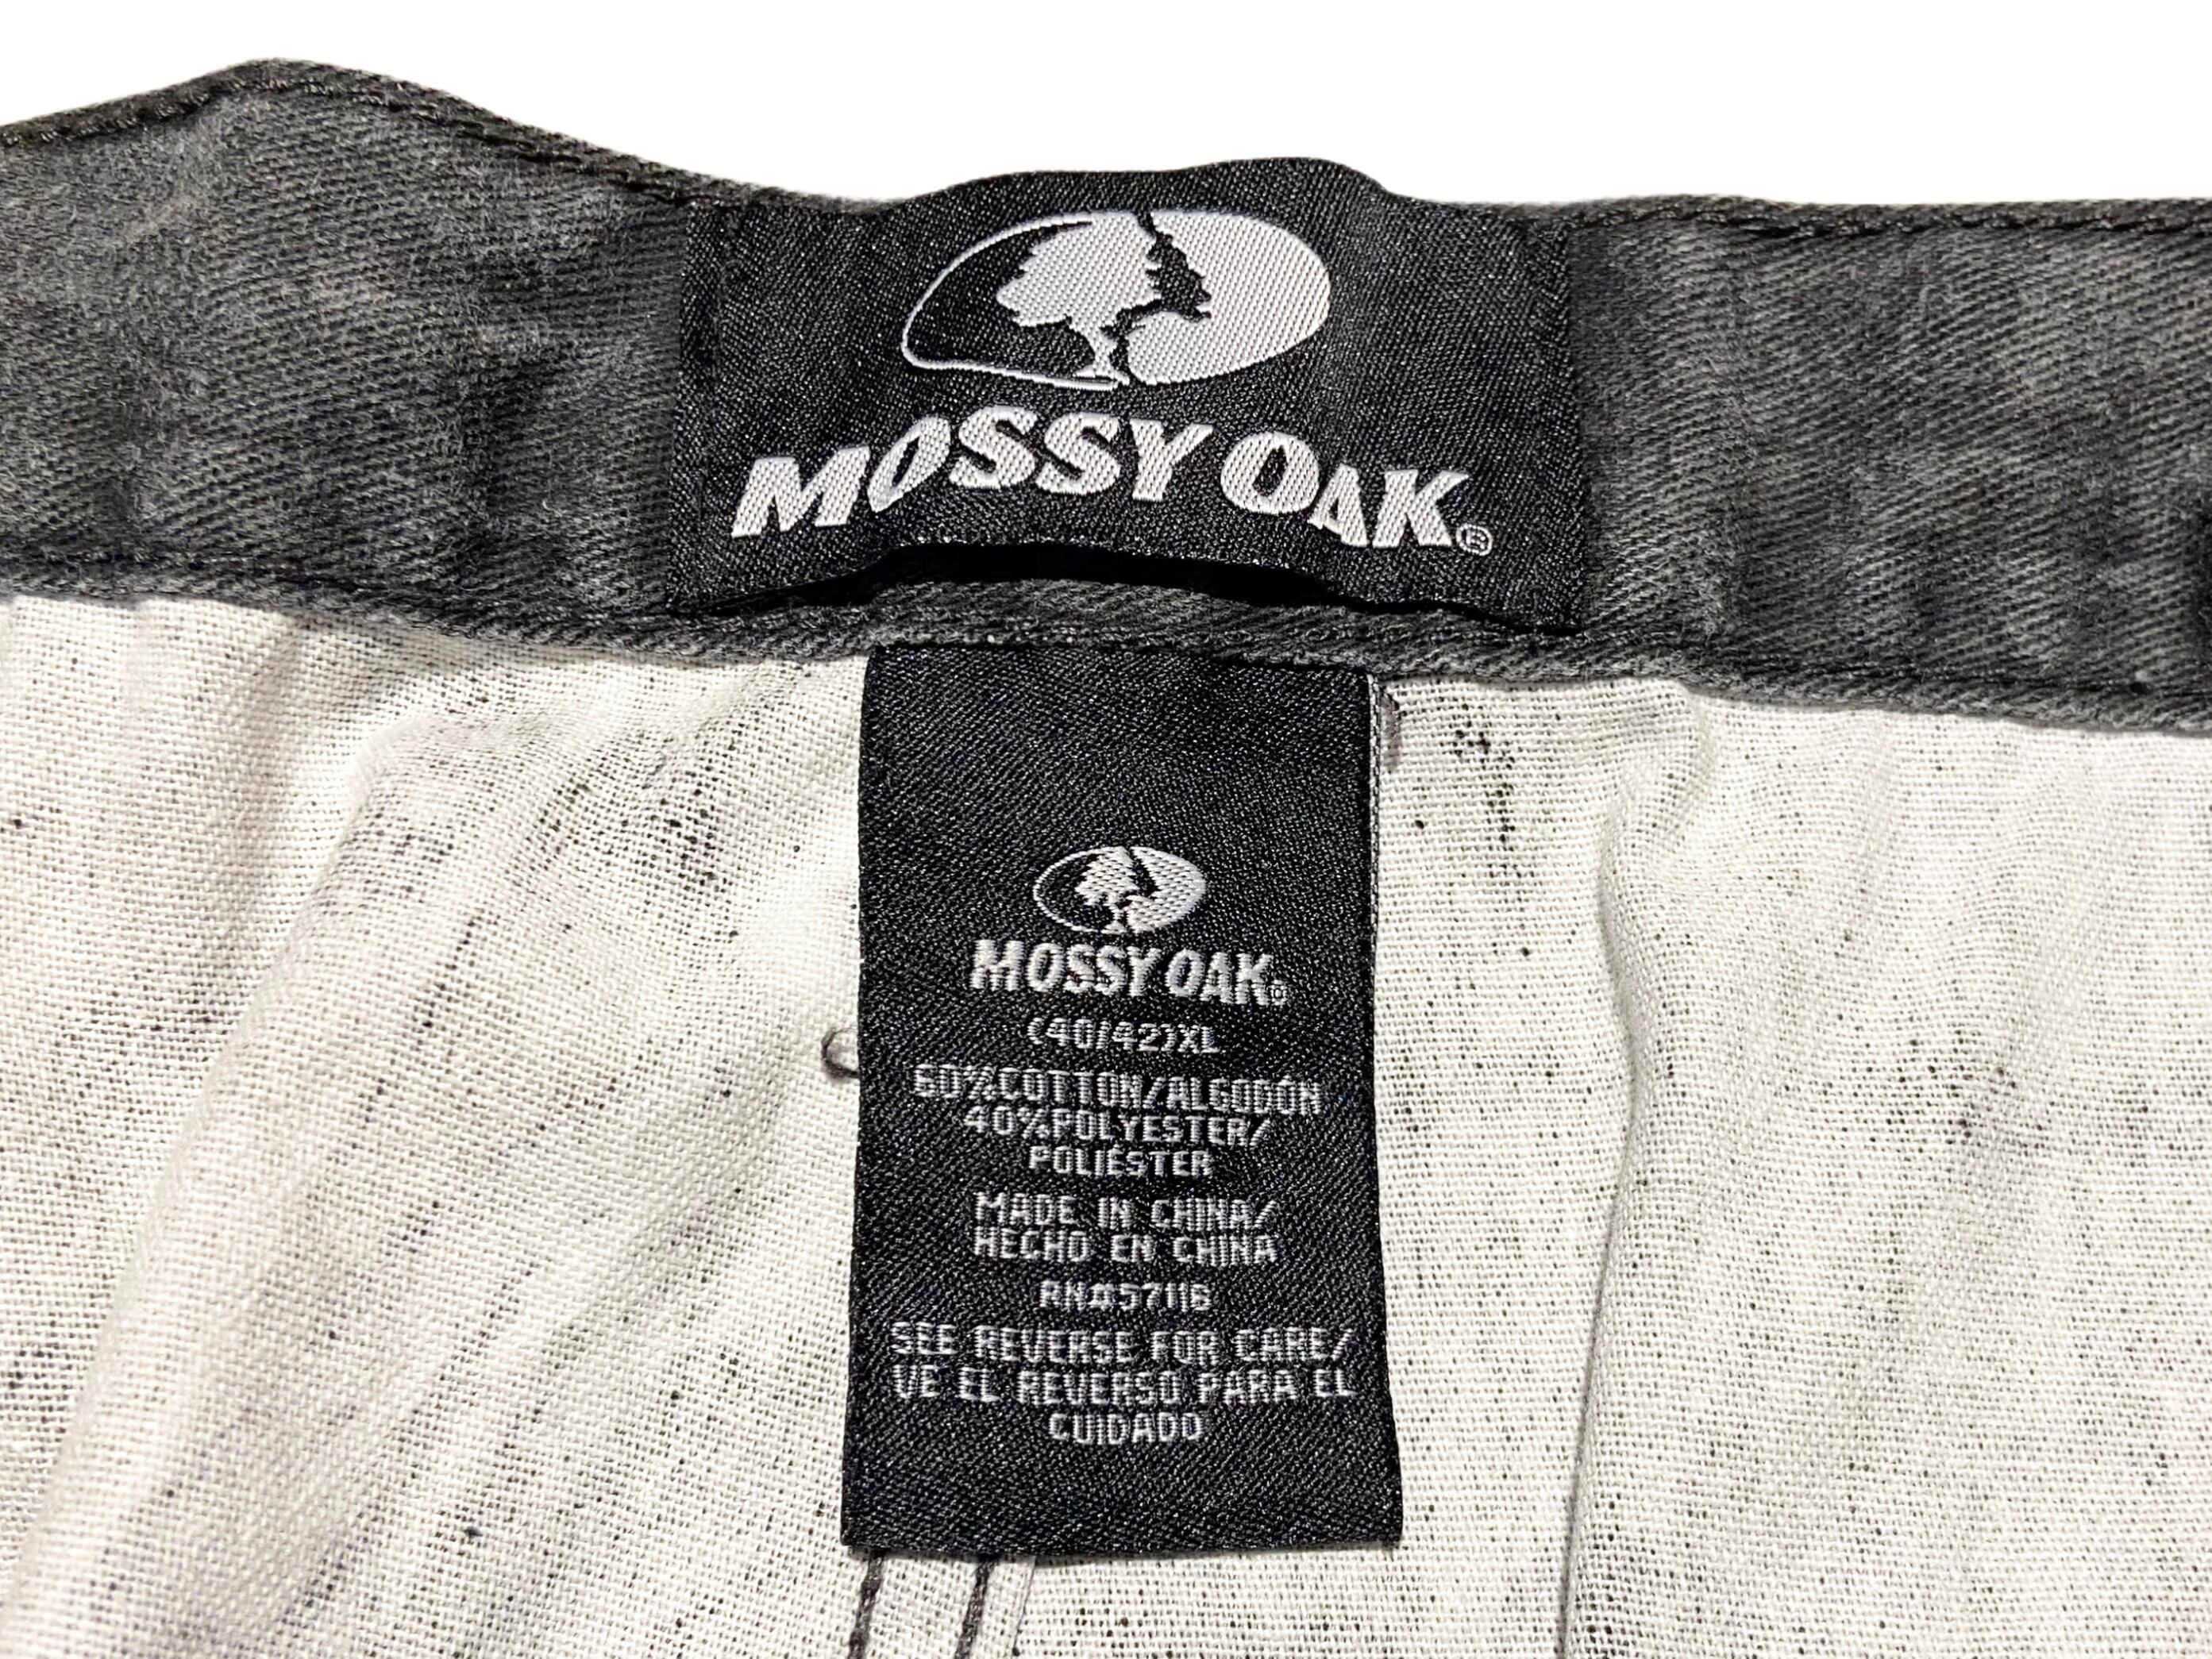 MOSSY OAK®
MOSSY OAK®
(40/42)XL
60%COTTON/ALGODÓN
40%POLYESTER/
POLIÉSTER
MADE IN CHINA/
HECHO EN CHINA
RN#57116
SEE REVERSE FOR CARE/
VE EL REVERSO PARA EL
CUIDADO